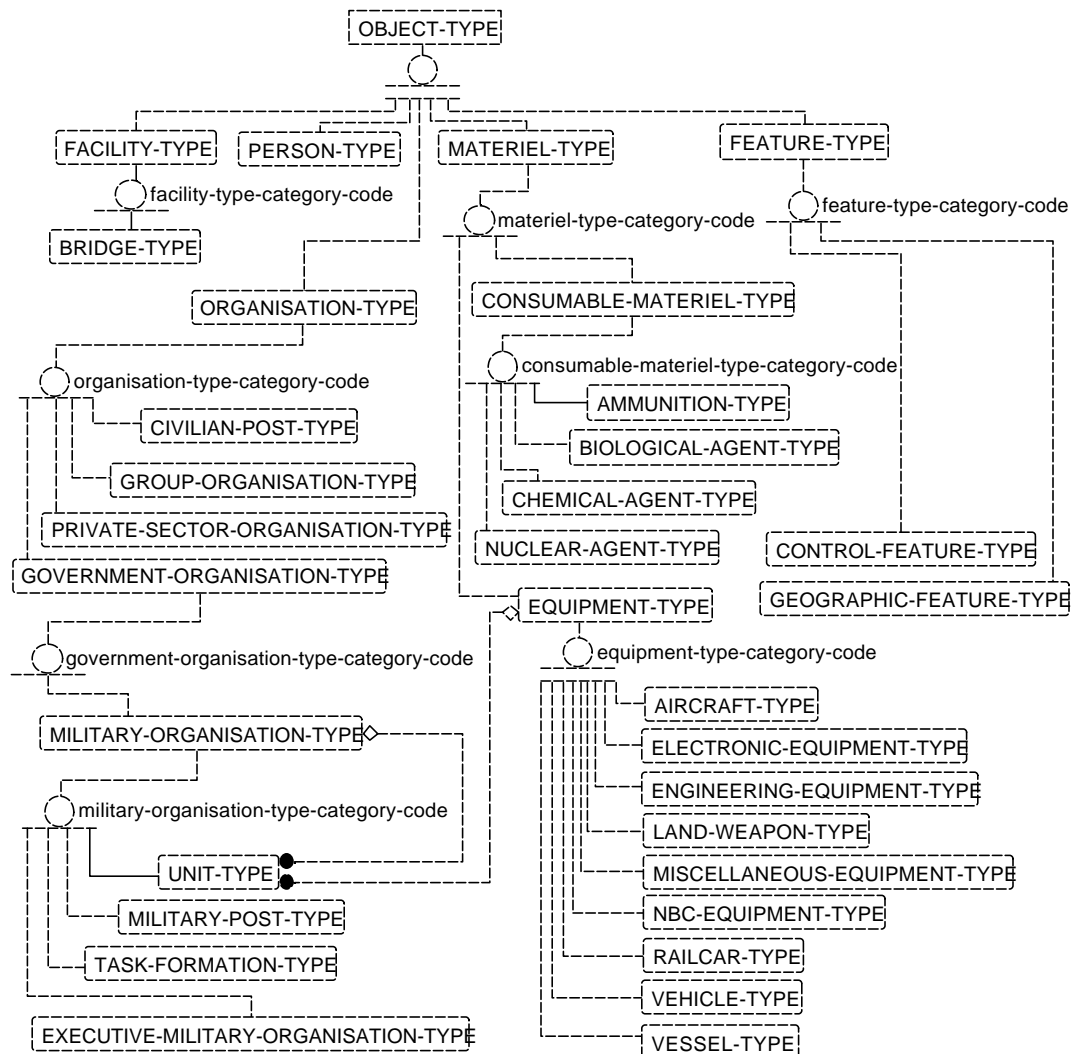 OBJECT-TYPE
FACILITY-TYPE
PERSON-TYPE
MATERIEL-TYPE
FEATURE-TYPE
facility-type-category-code
materiel-type-category-code
feature-type-category-code
BRIDGE-TYPE
ORGANISATION-TYPE
CONSUMABLE-MATERIEL-TYPE
organisation-type-category-code
consumable-materiel-type-category-code
AMMUNITION-TYPE
CIVILIAN-POST-TYPE
BIOLOGICAL-AGENT-TYPE
GROUP-ORGANISATION-TYPE
CHEMICAL-AGENT-TYPE
PRIVATE-SECTOR-ORGANISATION-TYPE
NUCLEAR-AGENT-TYPE
CONTROL-FEATURE-TYPE
GOVERNMENT-ORGANISATION-TYPE
GEOGRAPHIC-FEATURE-TYPE
EQUIPMENT-TYPE
government-organisation-type-category-code
equipment-type-category-code
AIRCRAFT-TYPE
MILITARY-ORGANISATION-TYPE
ELECTRONIC-EQUIPMENT-TYPE
ENGINEERING-EQUIPMENT-TYPE
military-organisation-type-category-code
LAND-WEAPON-TYPE
UNIT-TYPE
MISCELLANEOUS-EQUIPMENT-TYPE
MILITARY-POST-TYPE
NBC-EQUIPMENT-TYPE
TASK-FORMATION-TYPE
RAILCAR-TYPE
VEHICLE-TYPE
EXECUTIVE-MILITARY-ORGANISATION-TYPE
VESSEL-TYPE